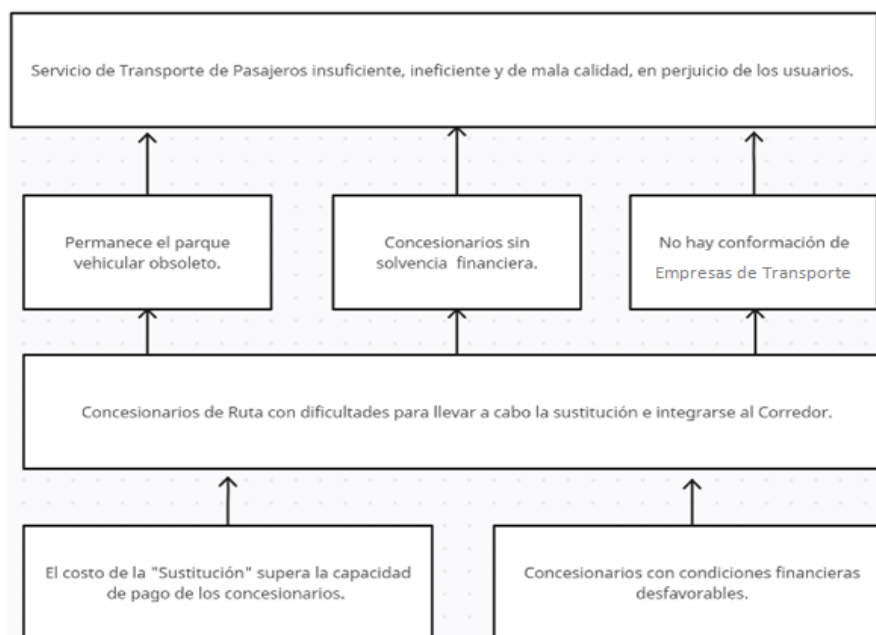 Servicio de Transporte de Pasajeros insuficiente, ineficiente y de mala calidad, en perjuicio de los usuarios.
Permanece el parque
vehicular obsoleto.
Concesionarios sin
solvencia financiera.
No hay conformación de
Empresas de Transporte
Concesionarios de Ruta con dificultades para llevar a cabo la sustitución e integrarse al Corredor.
El costo de la "Sustitución" supera la capacidad
de pago de los concesionarios.
Concesionarios con condiciones financieras
desfavorables.